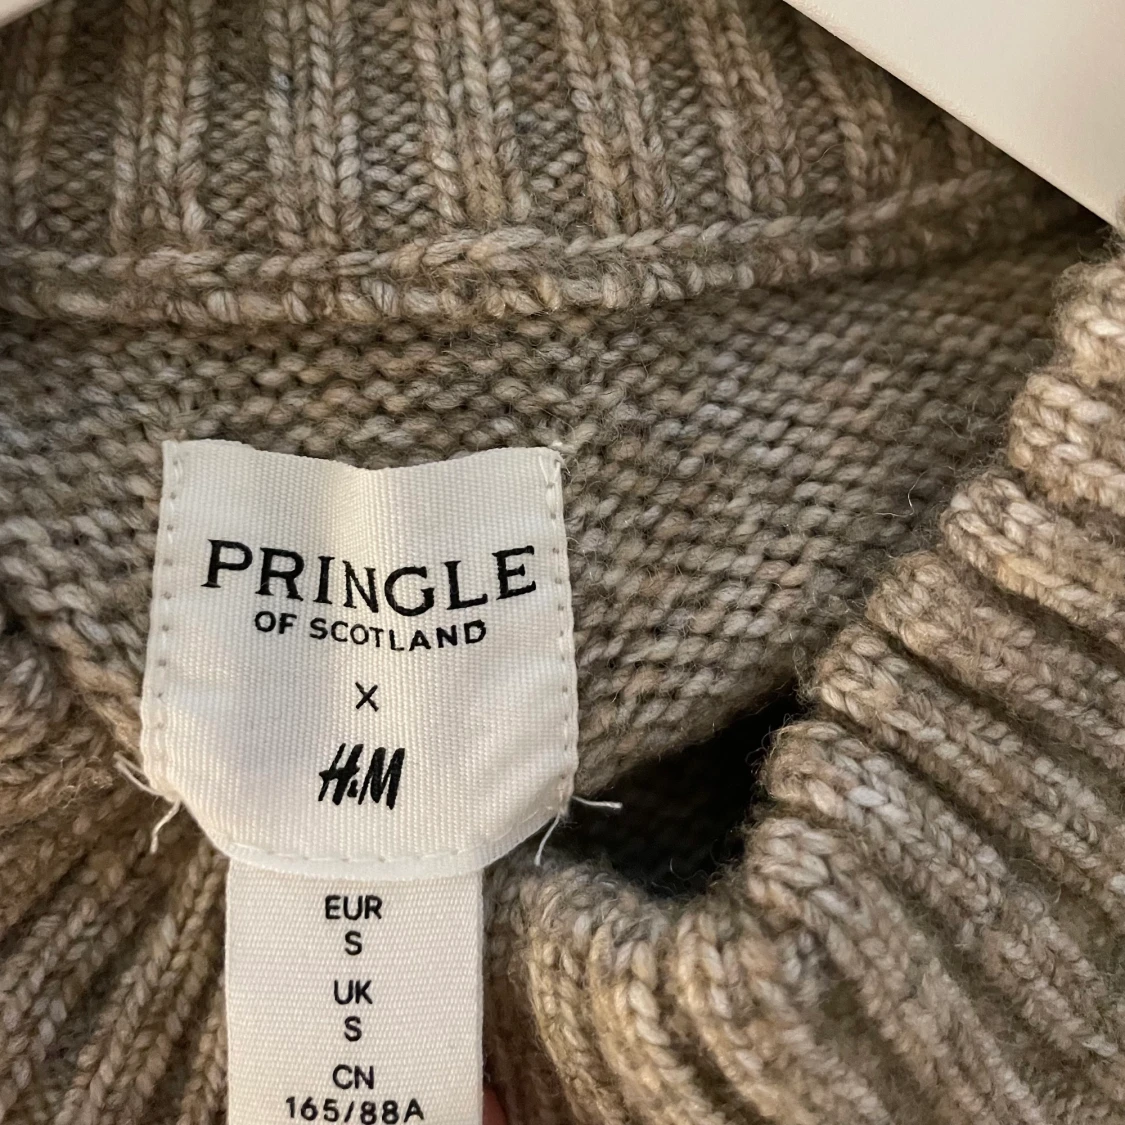 PRINGLE
OF SCOTLAND
X
H&M
EUR
S
UK
S
CN
165/88A